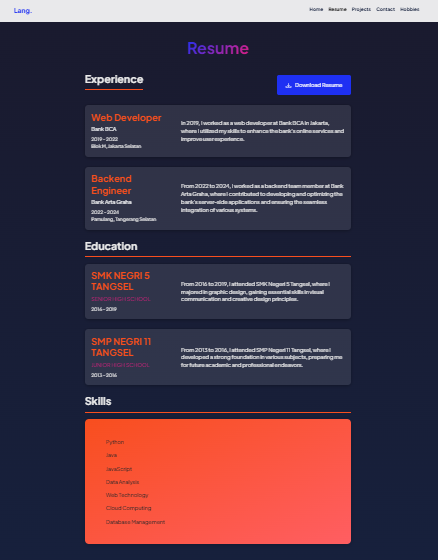 Lang.
Home Resume Projects Contact Hobbies
Resume
Experience
Download Resume
Web Developer
Bank BCA
2019 - 2022
Blok M, Jakarta Selatan
In 2019, I worked as a web developer at Bank BCA in Jakarta,
where I utilised my skills to enhance the bank's online services and
improve user experience.
Backend
Engineer
Bank Arta Graha
2022 - 2024
Pamulang, Tangerang Selatan
From 2022 to 2024, I worked as a backend team member at Bank
Arta Graha, where I contributed to developing and optimizing the
bank's server-side applications and ensuring the seamless
integration of various systems.
Education
SMK NEGRI 5
TANGSEL
SENIOR HIGH SCHOOL
2016 - 2019
From 2016 to 2019, I attended SMK Negeri 5 Tangsel, where I
majored in graphic design, gaining essential skills in visual
communication and creative design principles.
SMP NEGRI 11
TANGSEL
JUNIOR HIGH SCHOOL
2013 - 2016
From 2013 to 2016, I attended SMP Negeri 11 Tangsel, where I
developed a strong foundation in various subjects, preparing me
for future academic and professional endeavors.
Skills
Python
Java
JavaScript
Data Analysis
Web Technology
Cloud Computing
Database Management